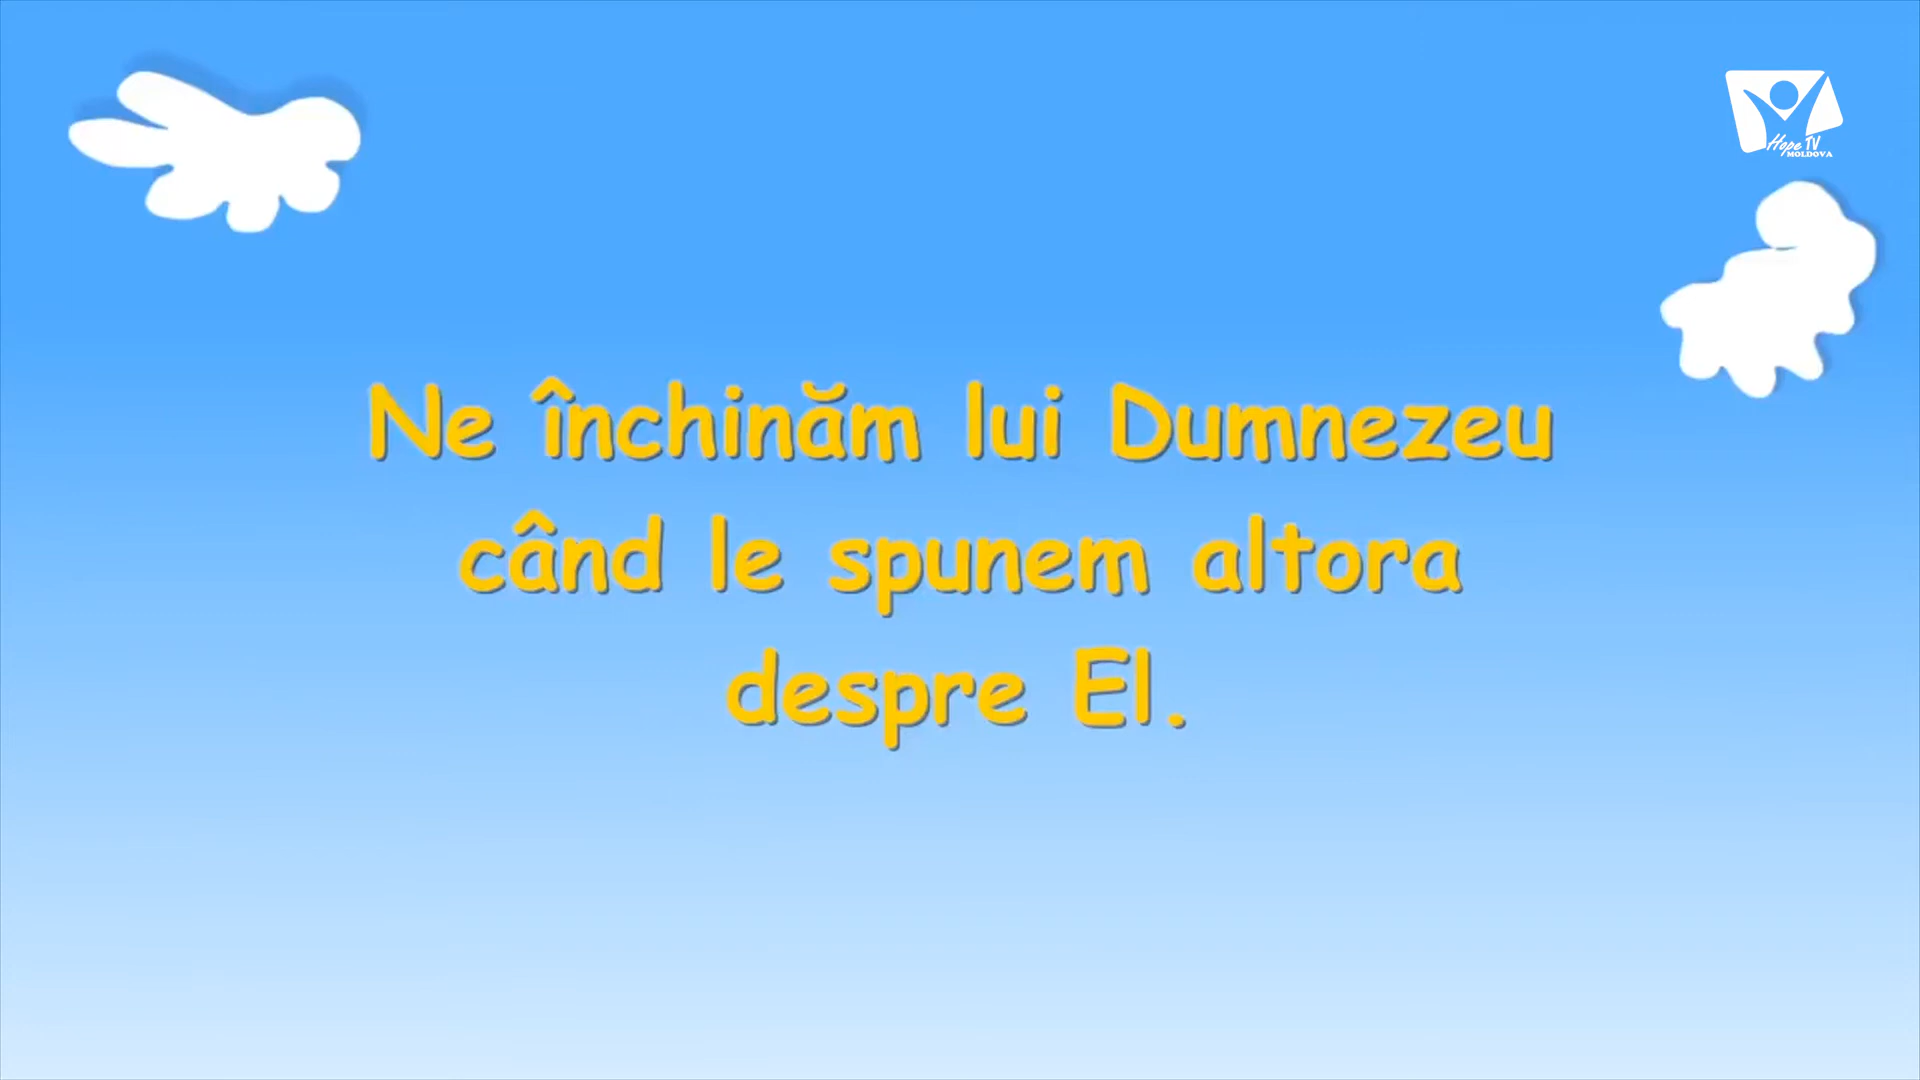 Hope TV
MOLDOVA
Ne închinăm lui Dumnezeu
când le spunem altora
despre El.